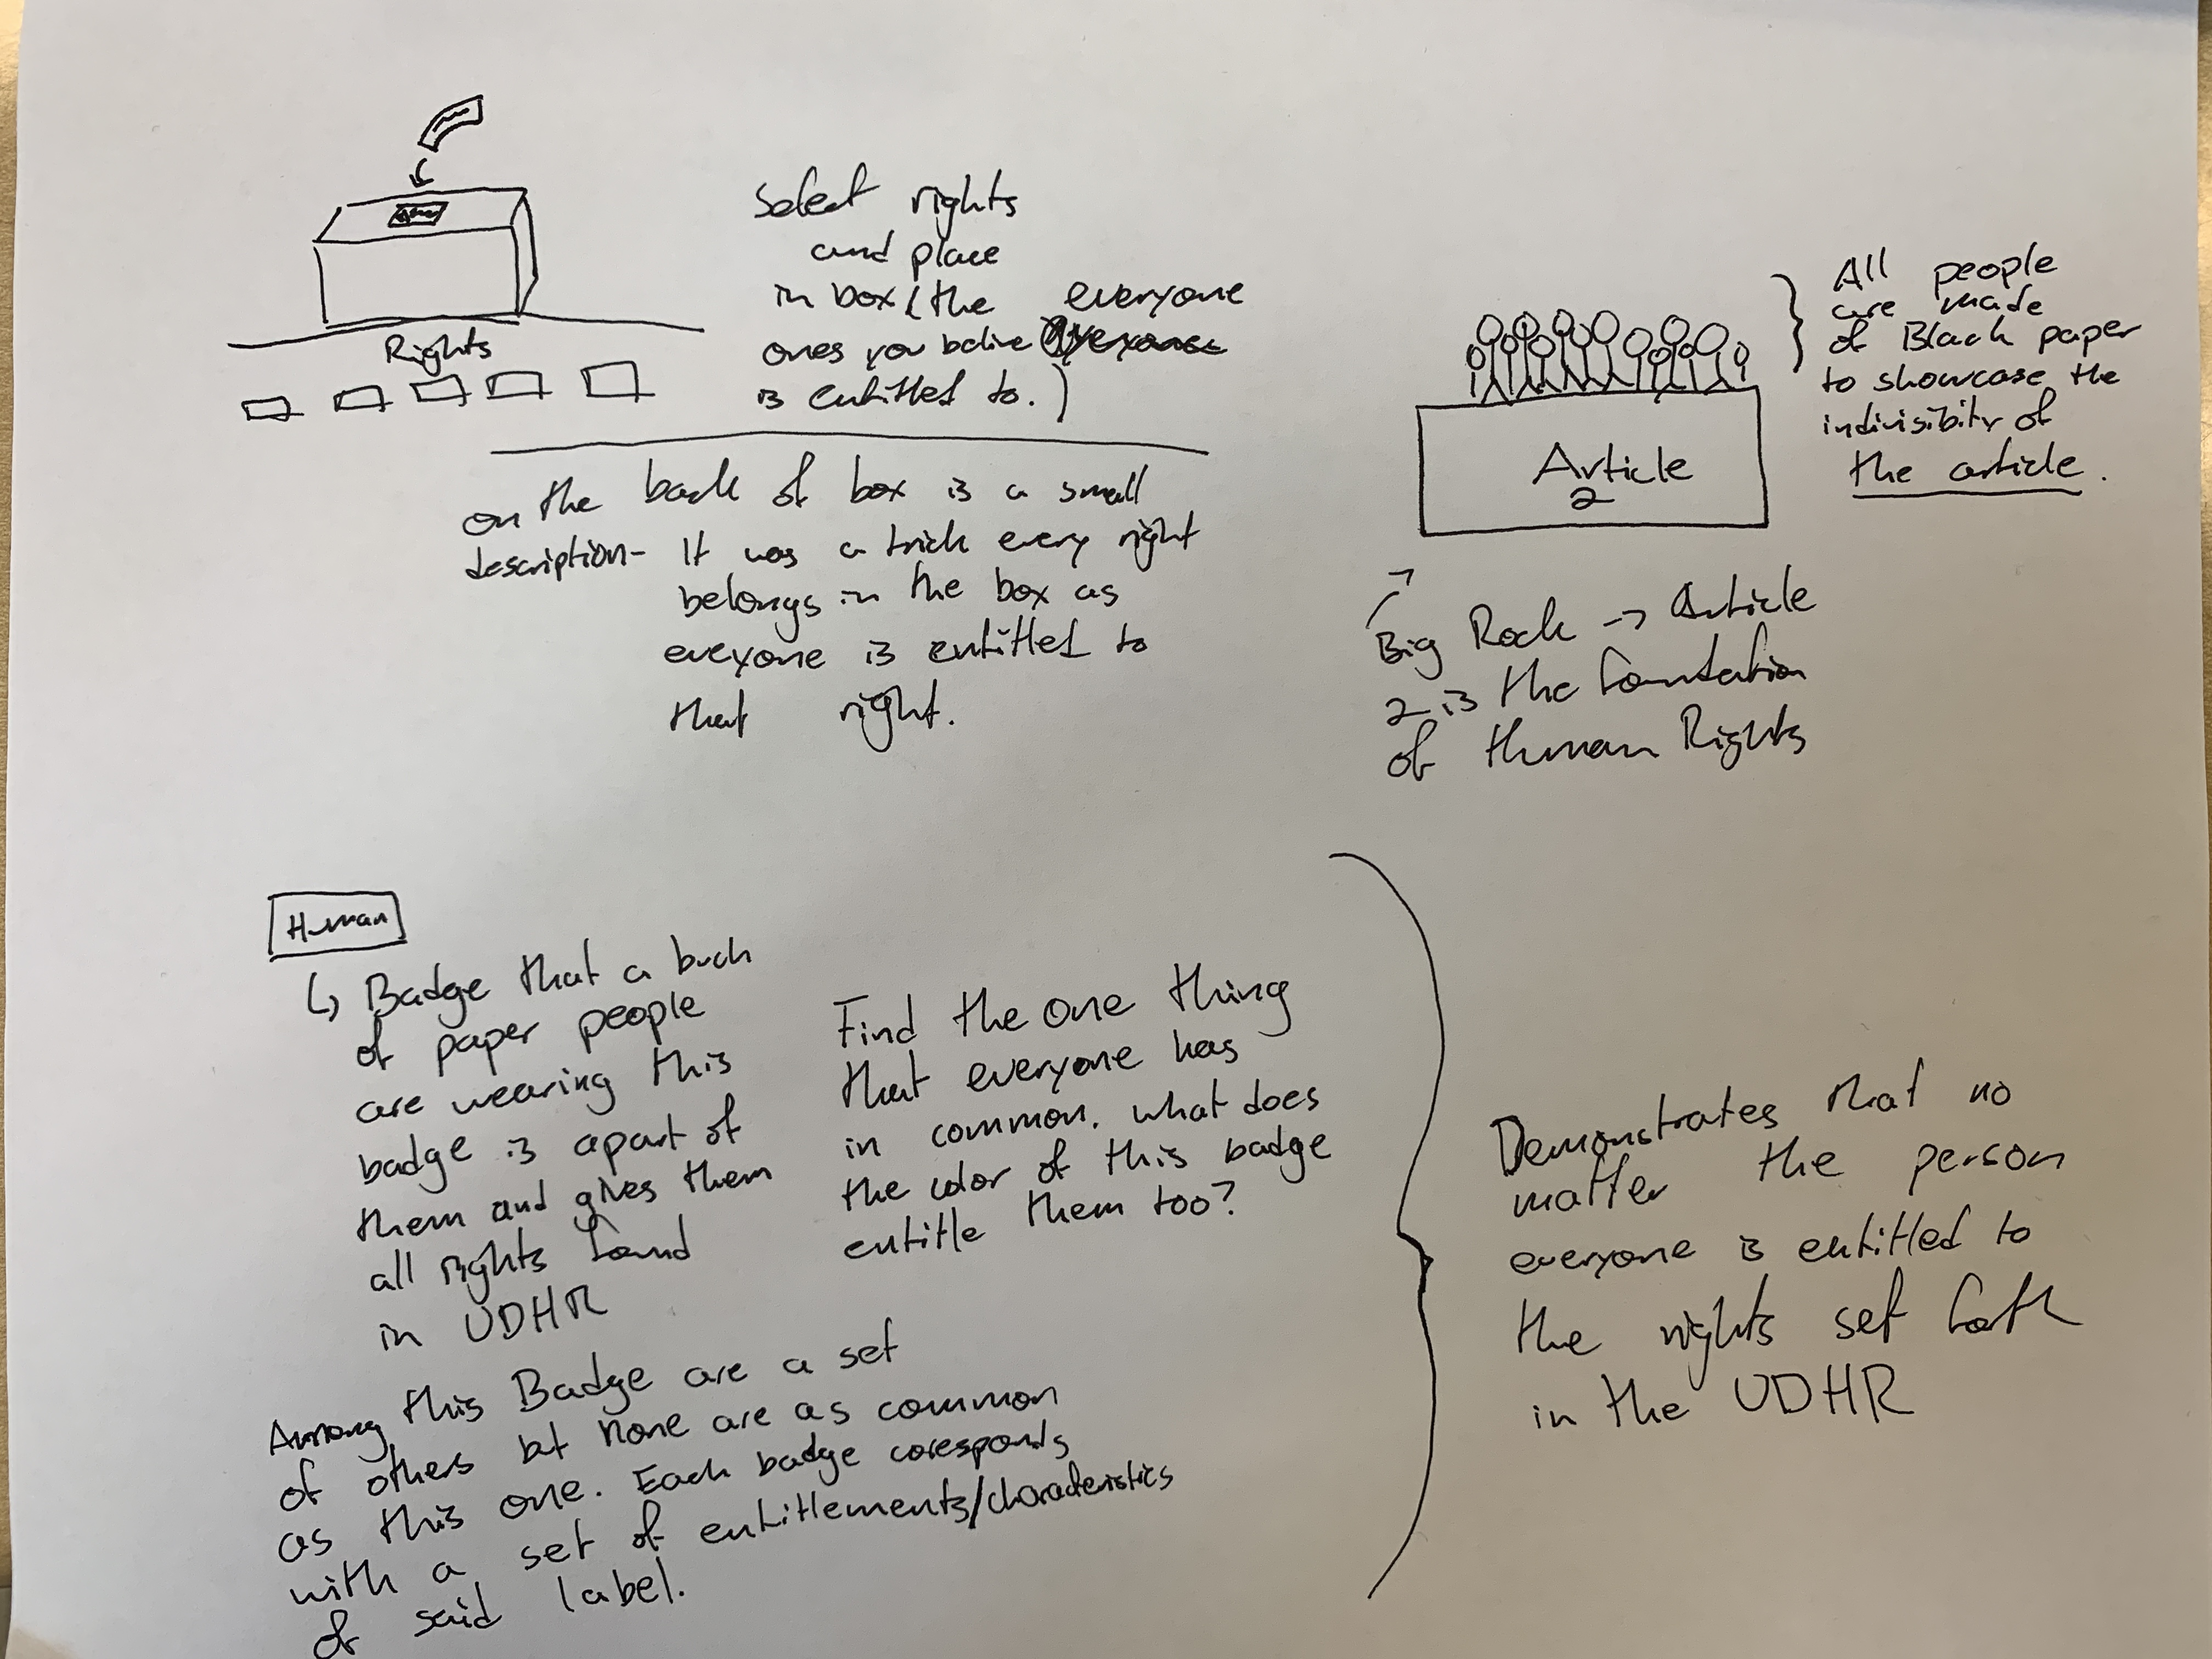 Rights
Select rights
and place
in box (the everyone
ones you believe
is entitled to.)
on the back of box is a small
description- It was a trick every right
belongs in the box as
everyone is entitled to
that right.
Article
2
All people
are made
of Black paper
to showcase the
indivisibity of
the article.
Big Rock → Article
2 is the foundation
of Human Rights
Human
↳ Badge that a buch
of paper people
are wearing this
badge is apart of
them and gives them
all rights found
in UDHR
Find the one thing
that everyone has
in common. what does
the color of this badge
entitle them too?
Among this Badge are a set
of others but none are as common
as this one. Each badge coresponds
with a set of entitlements/characteristics
of said label.
Demonstrates that no
matter the person
everyone is entitled to
the rights set forth
in the UDHR